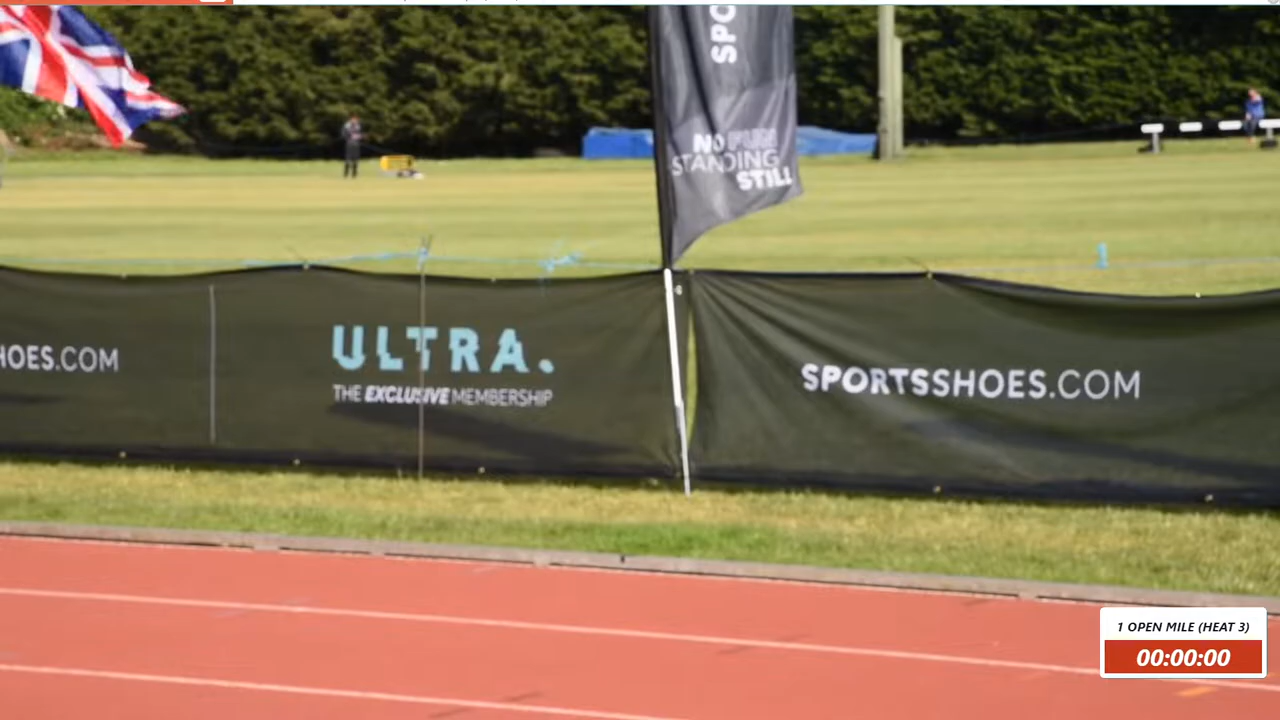 SPO
NO FUN
STANDING
STILL
HOES.COM
ULTRA.
THE EXCLUSIVE MEMBERSHIP
SPORTSSHOES.COM
1 OPEN MILE (HEAT 3)
00:00:00